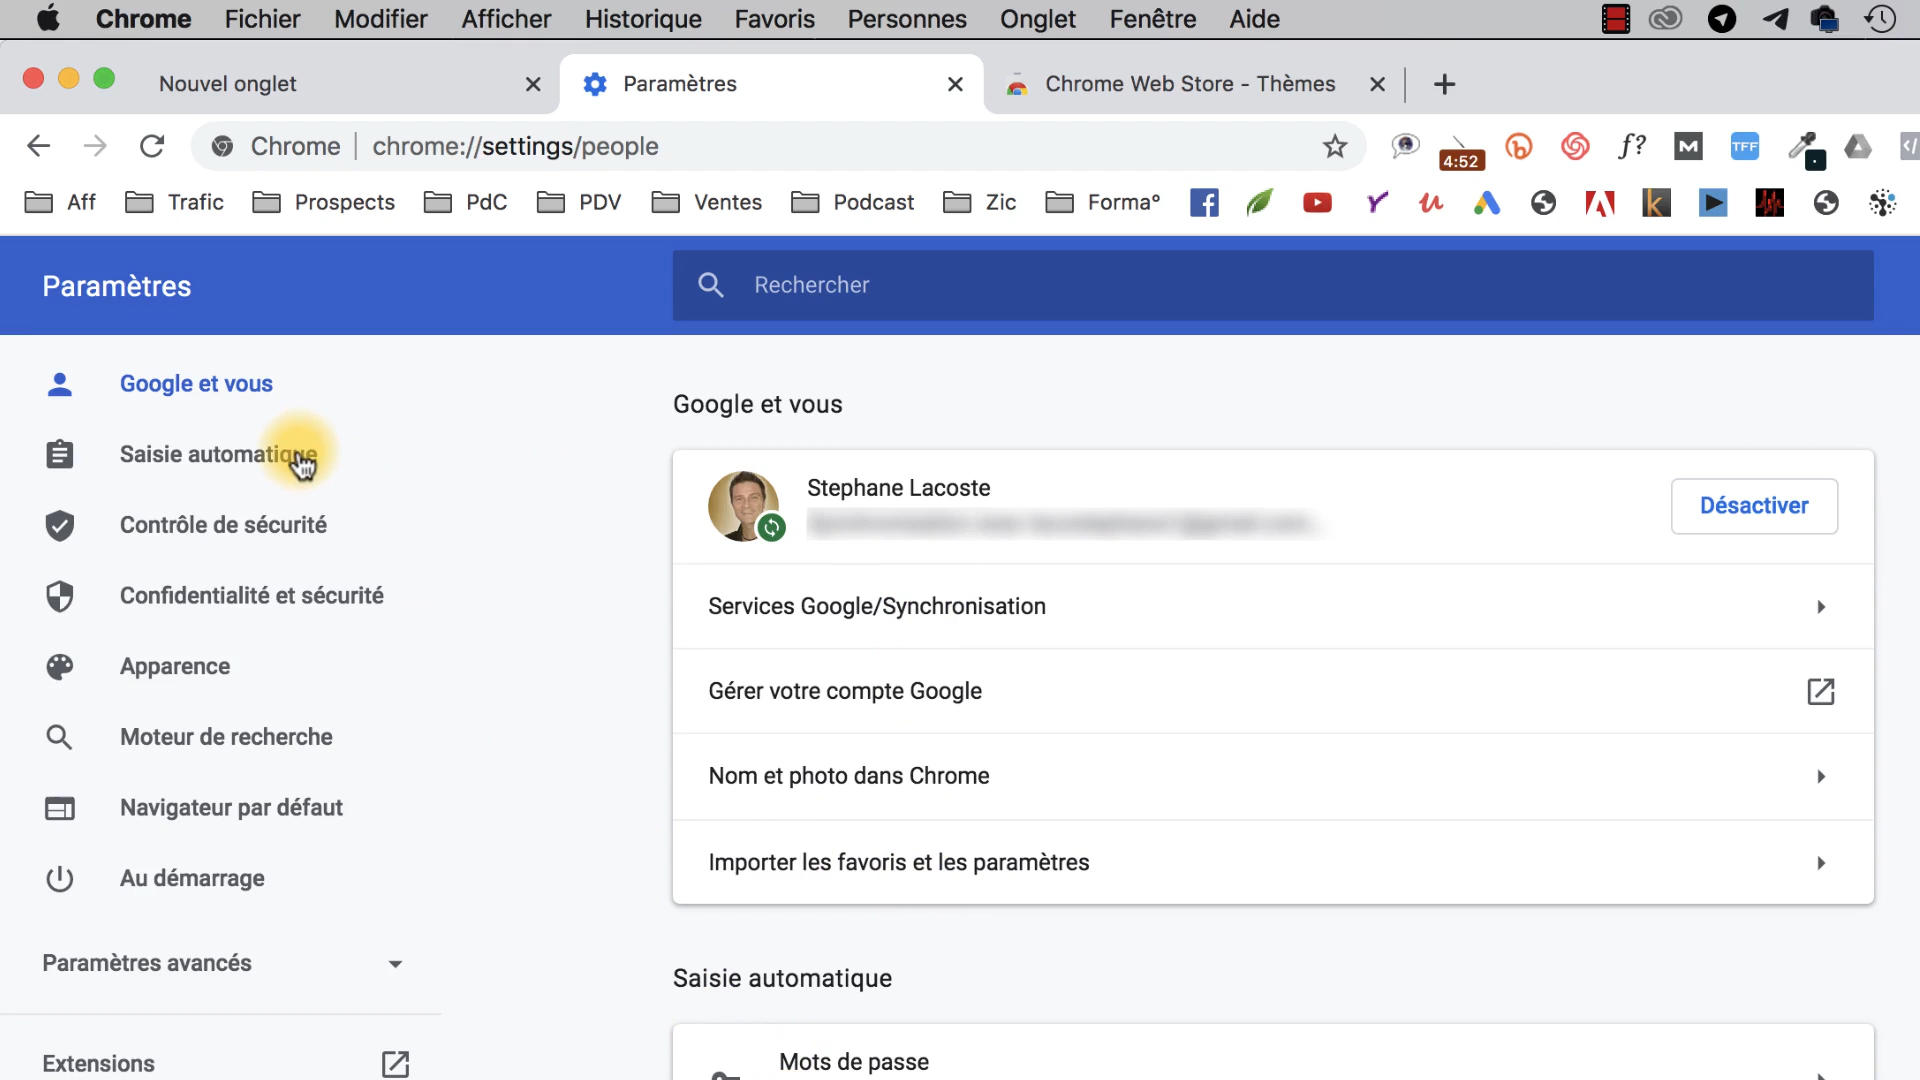 Chrome Fichier Modifier Afficher Historique Favoris Personnes Onglet Fenêtre Aide
Nouvel onglet Paramètres Chrome Web Store - Thèmes
Chrome chrome://settings/people 4:52 f? M TFF
Aff Trafic Prospects PdC PDV Ventes Podcast Zic Forma° k
Paramètres Rechercher
Google et vous
Saisie automatique
Contrôle de sécurité
Confidentialité et sécurité
Apparence
Moteur de recherche
Navigateur par défaut
Au démarrage
Paramètres avancés
Extensions
Google et vous
Stephane Lacoste
Désactiver
Services Google/Synchronisation
Gérer votre compte Google
Nom et photo dans Chrome
Importer les favoris et les paramètres
Saisie automatique
Mots de passe